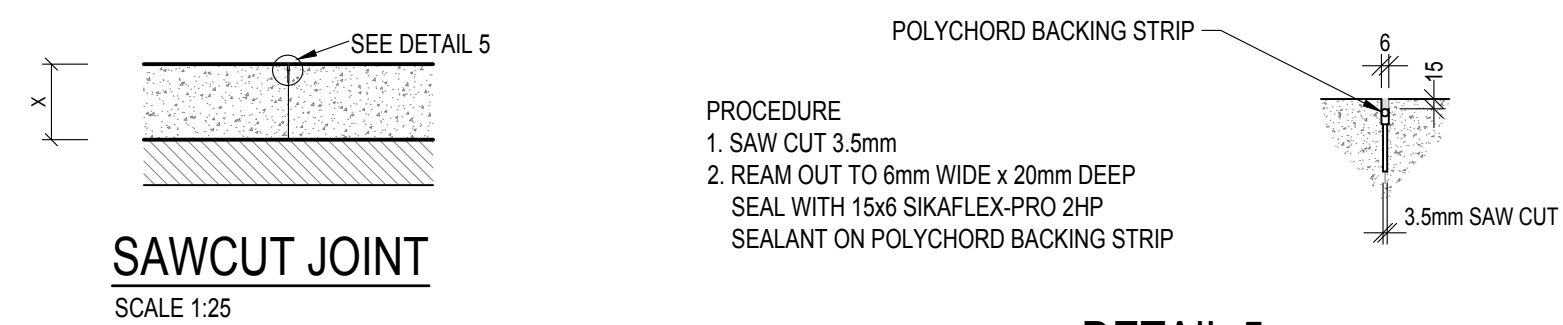 SEE DETAIL 5
X
SAWCUT JOINT
SCALE 1:25
POLYCHORD BACKING STRIP
PROCEDURE
1. SAW CUT 3.5mm
2. REAM OUT TO 6mm WIDE x 20mm DEEP
SEAL WITH 15x6 SIKAFLEX-PRO 2HP
SEALANT ON POLYCHORD BACKING STRIP
6
15
3.5mm SAW CUT
DETAIL 5